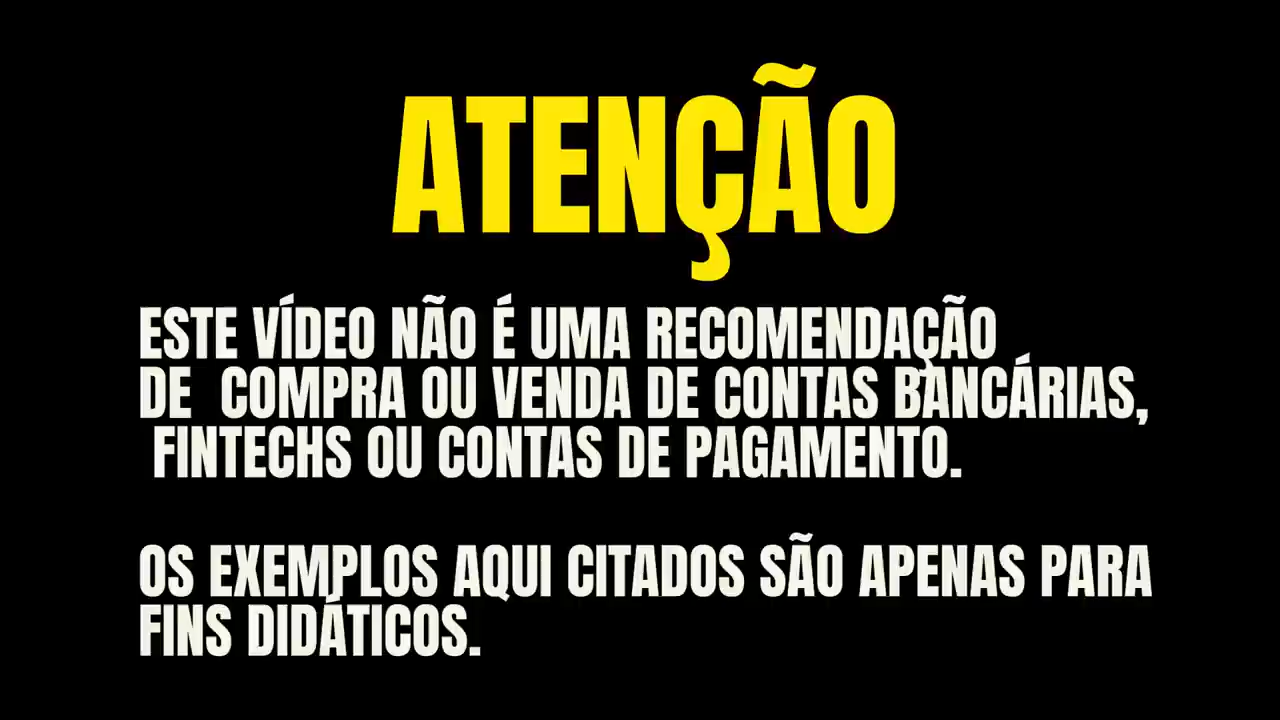 ATENÇÃO
ESTE VÍDEO NÃO É UMA RECOMENDAÇÃO
DE COMPRA OU VENDA DE CONTAS BANCÁRIAS,
FINTECHS OU CONTAS DE PAGAMENTO.
OS EXEMPLOS AQUI CITADOS SÃO APENAS PARA
FINS DIDÁTICOS.